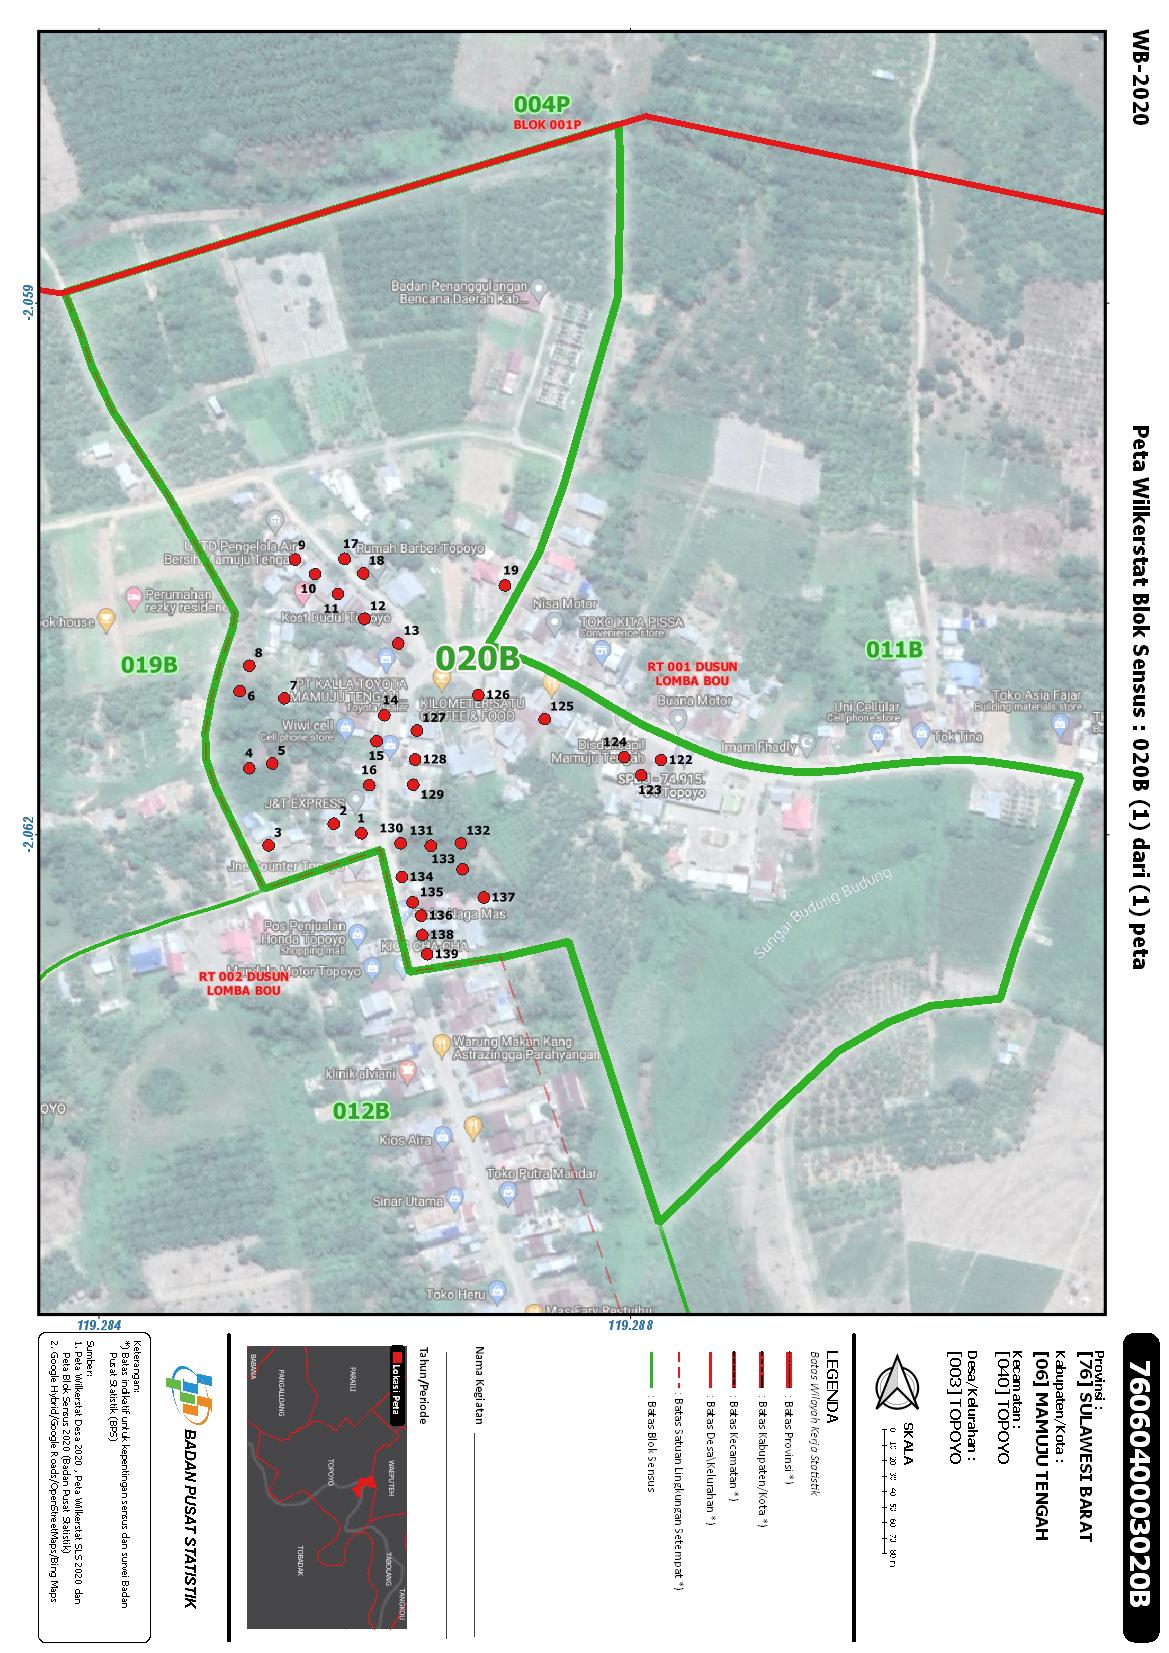 WB-2020
Peta Wilkerstat Blok Sensus : 020B (1) dari (1) peta
004P
BLOK 001P
-2.059
Badan Penanggulangan
Bencana Daerah Kab...
UPTD Pengelola Air
Bersih Mamuju Tengah
Rumah Barber Topoyo
9
17
18
10
11
12
13
19
Perumahan
rezky residence
Kost Dudul Topoyo
Nisa Motor
TOKO KITA PISSA
Convenience store
ok house
019B
020B
RT 001 DUSUN
LOMBA BOU
011B
8
6
7
PT KALLA TOYOTA
MAMUJU TENGAH...
Toyota dealer
KILOMETER SATU
COFFEE & FOOD
126
125
Buana Motor
Toko Asia Fajar
Building materials store
14
Uni Cellular
Cell phone store
Tok Tina
Wiwi cell
Cell phone store
127
15
124
Disdukcapil
Mamuju Tengah
Imam Fhadly
4
5
128
122
16
129
SPBU - 74.915.
Topoyo
123
J&T EXPRESS
2
1
130
131
132
3
133
-2.062
Jne Counter Topoyo
134
135
137
136
Niaga Mas
Sungai Budung Budung
Pos Penjualan
Honda Topoyo
Shopping mall
138
KIOS CHA-CHA
139
Mandala Motor Topoyo
RT 002 DUSUN
LOMBA BOU
Warung Makan Kang
Astrazingga Parahyangan
klinik alviani
OYO
012B
Kios Aira
Toko Putra Mandar
Sinar Utama
Toko Heru
Mas Fary Restuibu
119.284
119.288
7606040003020B
Provinsi :
[76] SULAWESI BARAT
Kabupaten/Kota :
[06] MAMUJU TENGAH
Kecamatan :
[040] TOPOYO
Desa/Kelurahan :
[003] TOPOYO
SKALA
0 10 20 30 40 50 60 70 80 m
LEGENDA
Batas Wilayah Kerja Statistik
: Batas Provinsi *)
: Batas Kabupaten/Kota *)
: Batas Kecamatan *)
: Batas Desa\Kelurahan *)
: Batas Satuan Lingkungan Setempat *)
: Batas Blok Sensus
Nama Kegiatan
Tahun/Periode
Lokasi Peta
PARAILI
WAEPUTEH
PANGALLOANG
BABANA
TOPOYO
TABOLANG
TANGKOU
TOBADAK
BADAN PUSAT STATISTIK
Keterangan:
*) Batas indikatif untuk kepentingan sensus dan survei Badan
Pusat Statistik (BPS)
Sumber:
1. Peta Wilkerstat Desa 2020 , Peta Wilkerstat SLS 2020 dan
Peta Blok Sensus 2020 (Badan Pusat Statistik)
2. Google Hybrid/Google Roads/OpenStreetMaps/Bing Maps